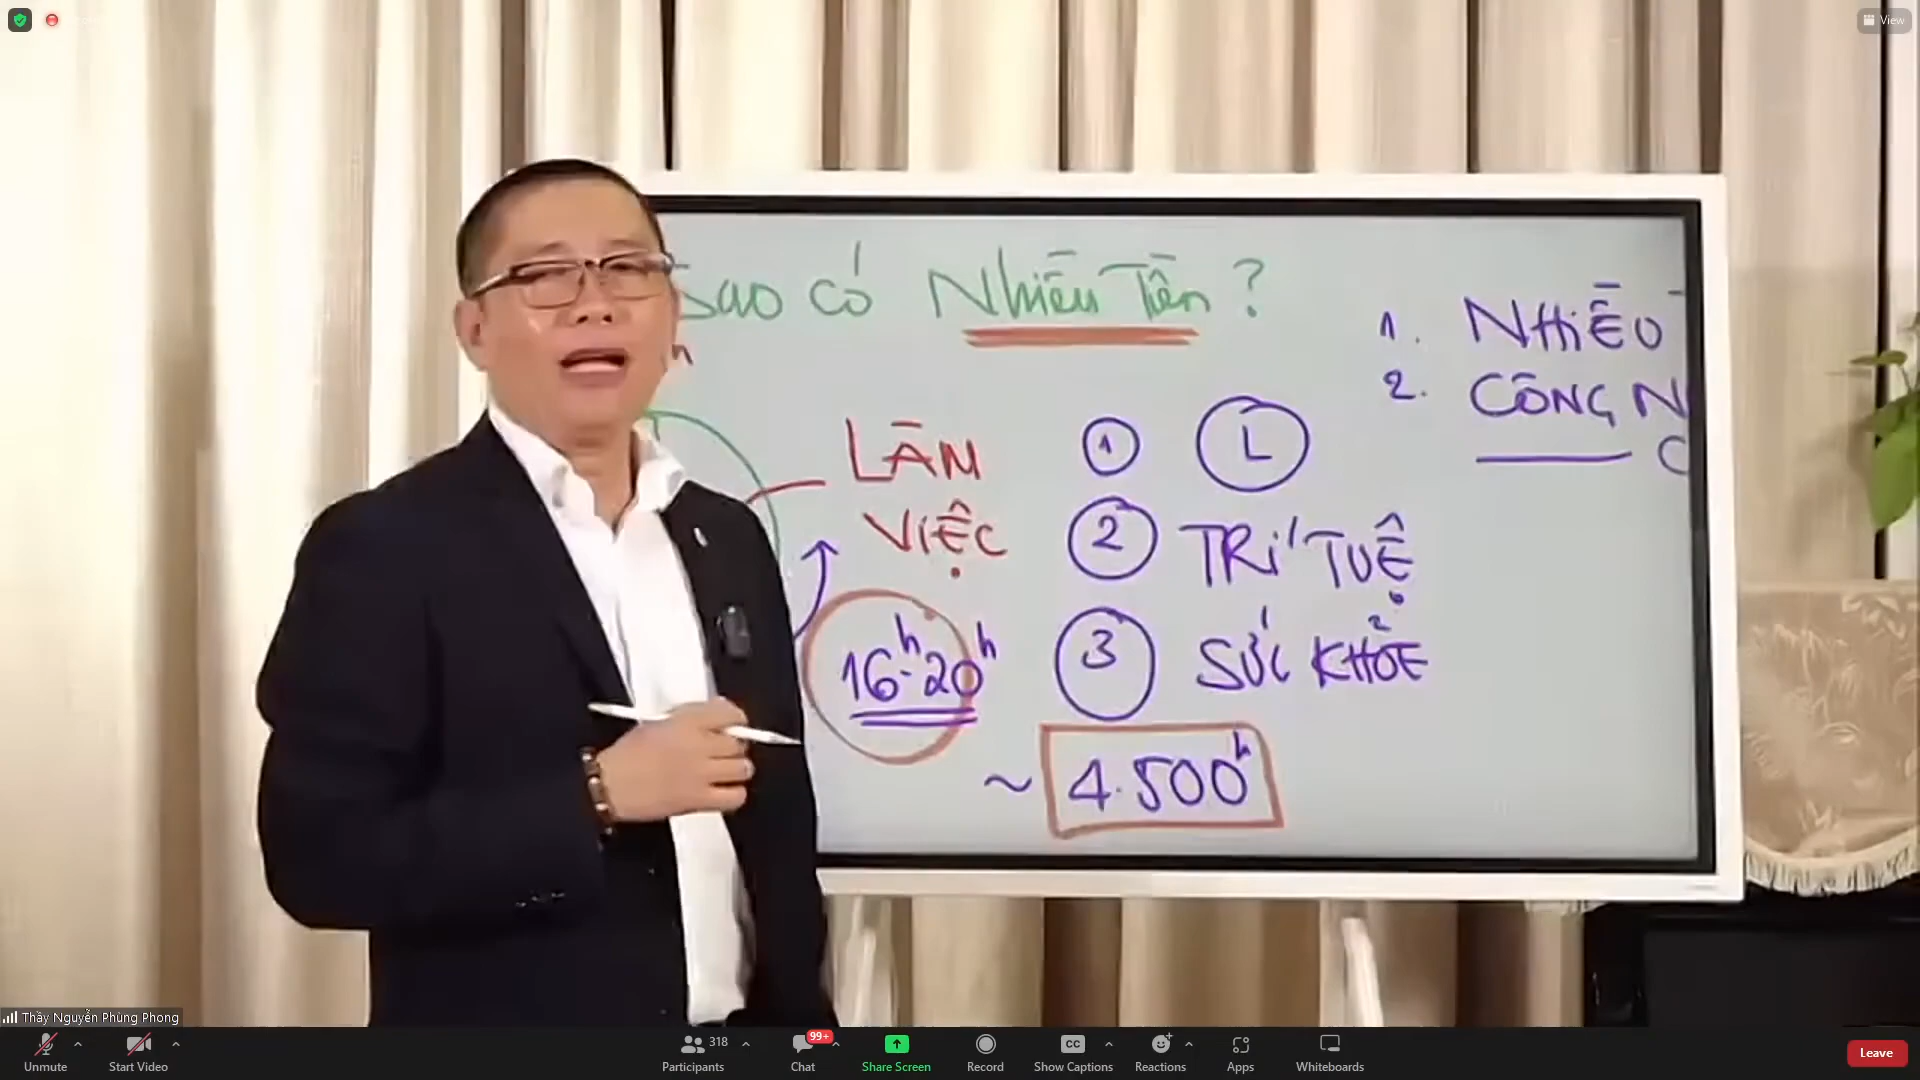 View
Sao có Nhiều Tiền ?
1. NHIỀU
2. CÔNG N
LÀM
VIỆC
1 L
2 TRÍ TUỆ
3 SỨC KHỎE
16h-20h
~ 4.500h
Thầy Nguyễn Phùng Phong
Unmute
Start Video
318
Participants
99+
Chat
Share Screen
Record
CC
Show Captions
Reactions
Apps
Whiteboards
Leave